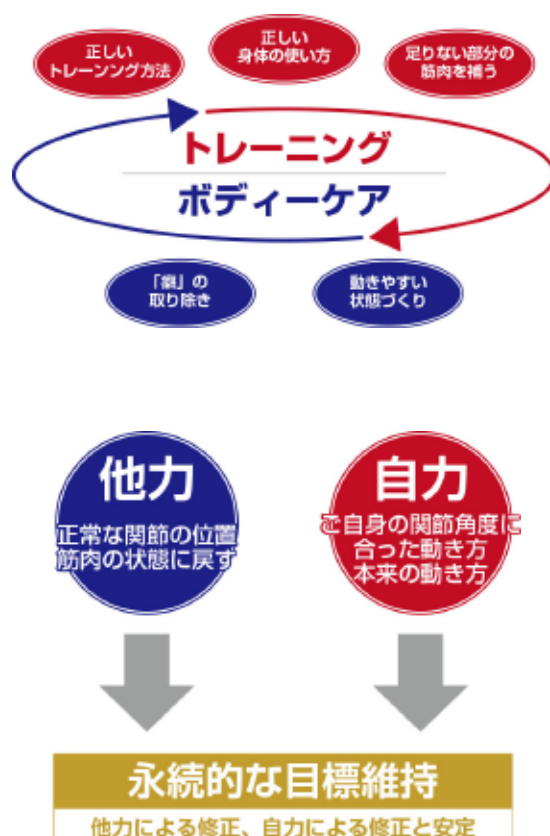 正しい
トレーンング方法
正しい
身体の使い方
足りない部分の
筋肉を補う
トレーニング
ボディーケア
「癖」の
取り除き
動きやすい
状態づくり
他力
正常な関節の位置
筋肉の状態に戻す
自力
ご自身の関節角度に
合った動き方
本来の動き方
永続的な目標維持
他力による修正、自力による修正と安定